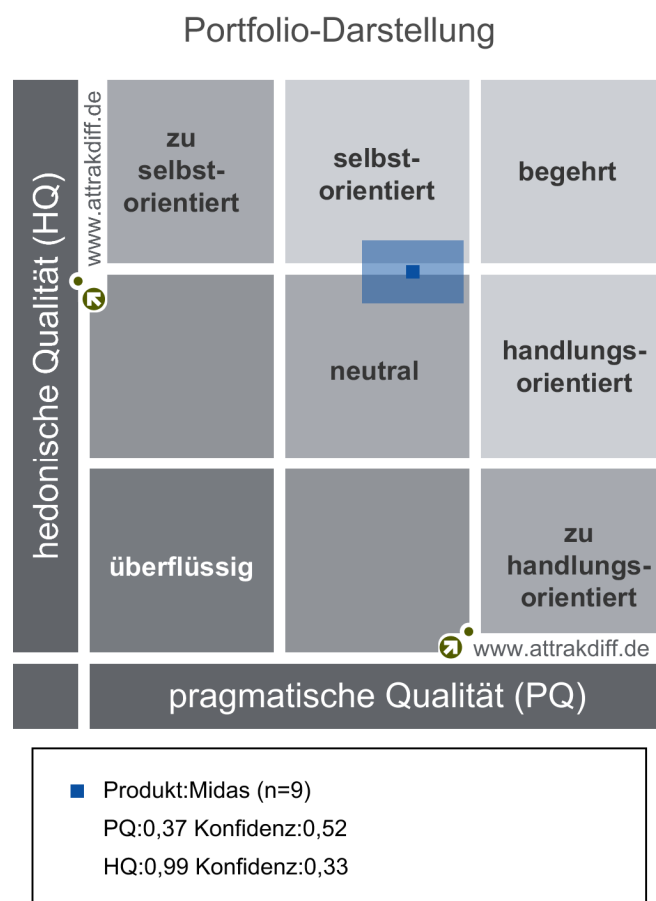 Portfolio-Darstellung
www.attrakdiff.de
hedonische Qualität (HQ)
zu
selbst-
orientiert
selbst-
orientiert
begehrt
neutral
handlungs-
orientiert
überflüssig
zu
handlungs-
orientiert
www.attrakdiff.de
pragmatische Qualität (PQ)
Produkt:Midas (n=9)
PQ:0,37 Konfidenz:0,52
HQ:0,99 Konfidenz:0,33